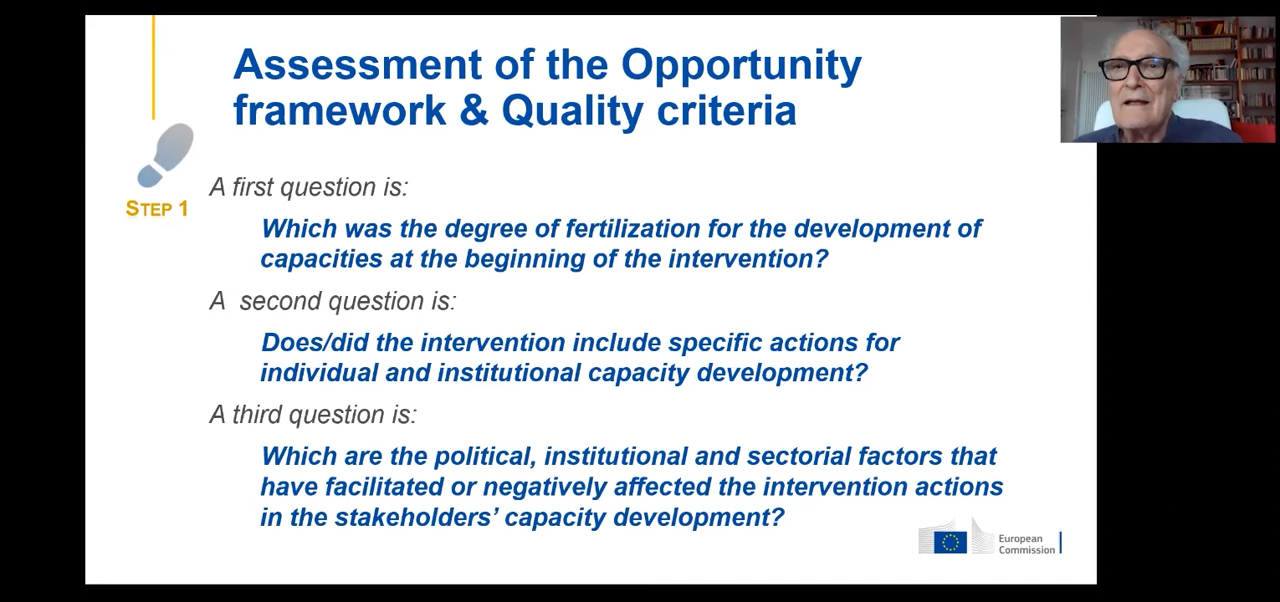 Assessment of the Opportunity
framework & Quality criteria
STEP 1
A first question is:
Which was the degree of fertilization for the development of
capacities at the beginning of the intervention?
A  second question is:
Does/did the intervention include specific actions for
individual and institutional capacity development?
A third question is:
Which are the political, institutional and sectorial factors that
have facilitated or negatively affected the intervention actions
in the stakeholders’ capacity development?
European
Commission